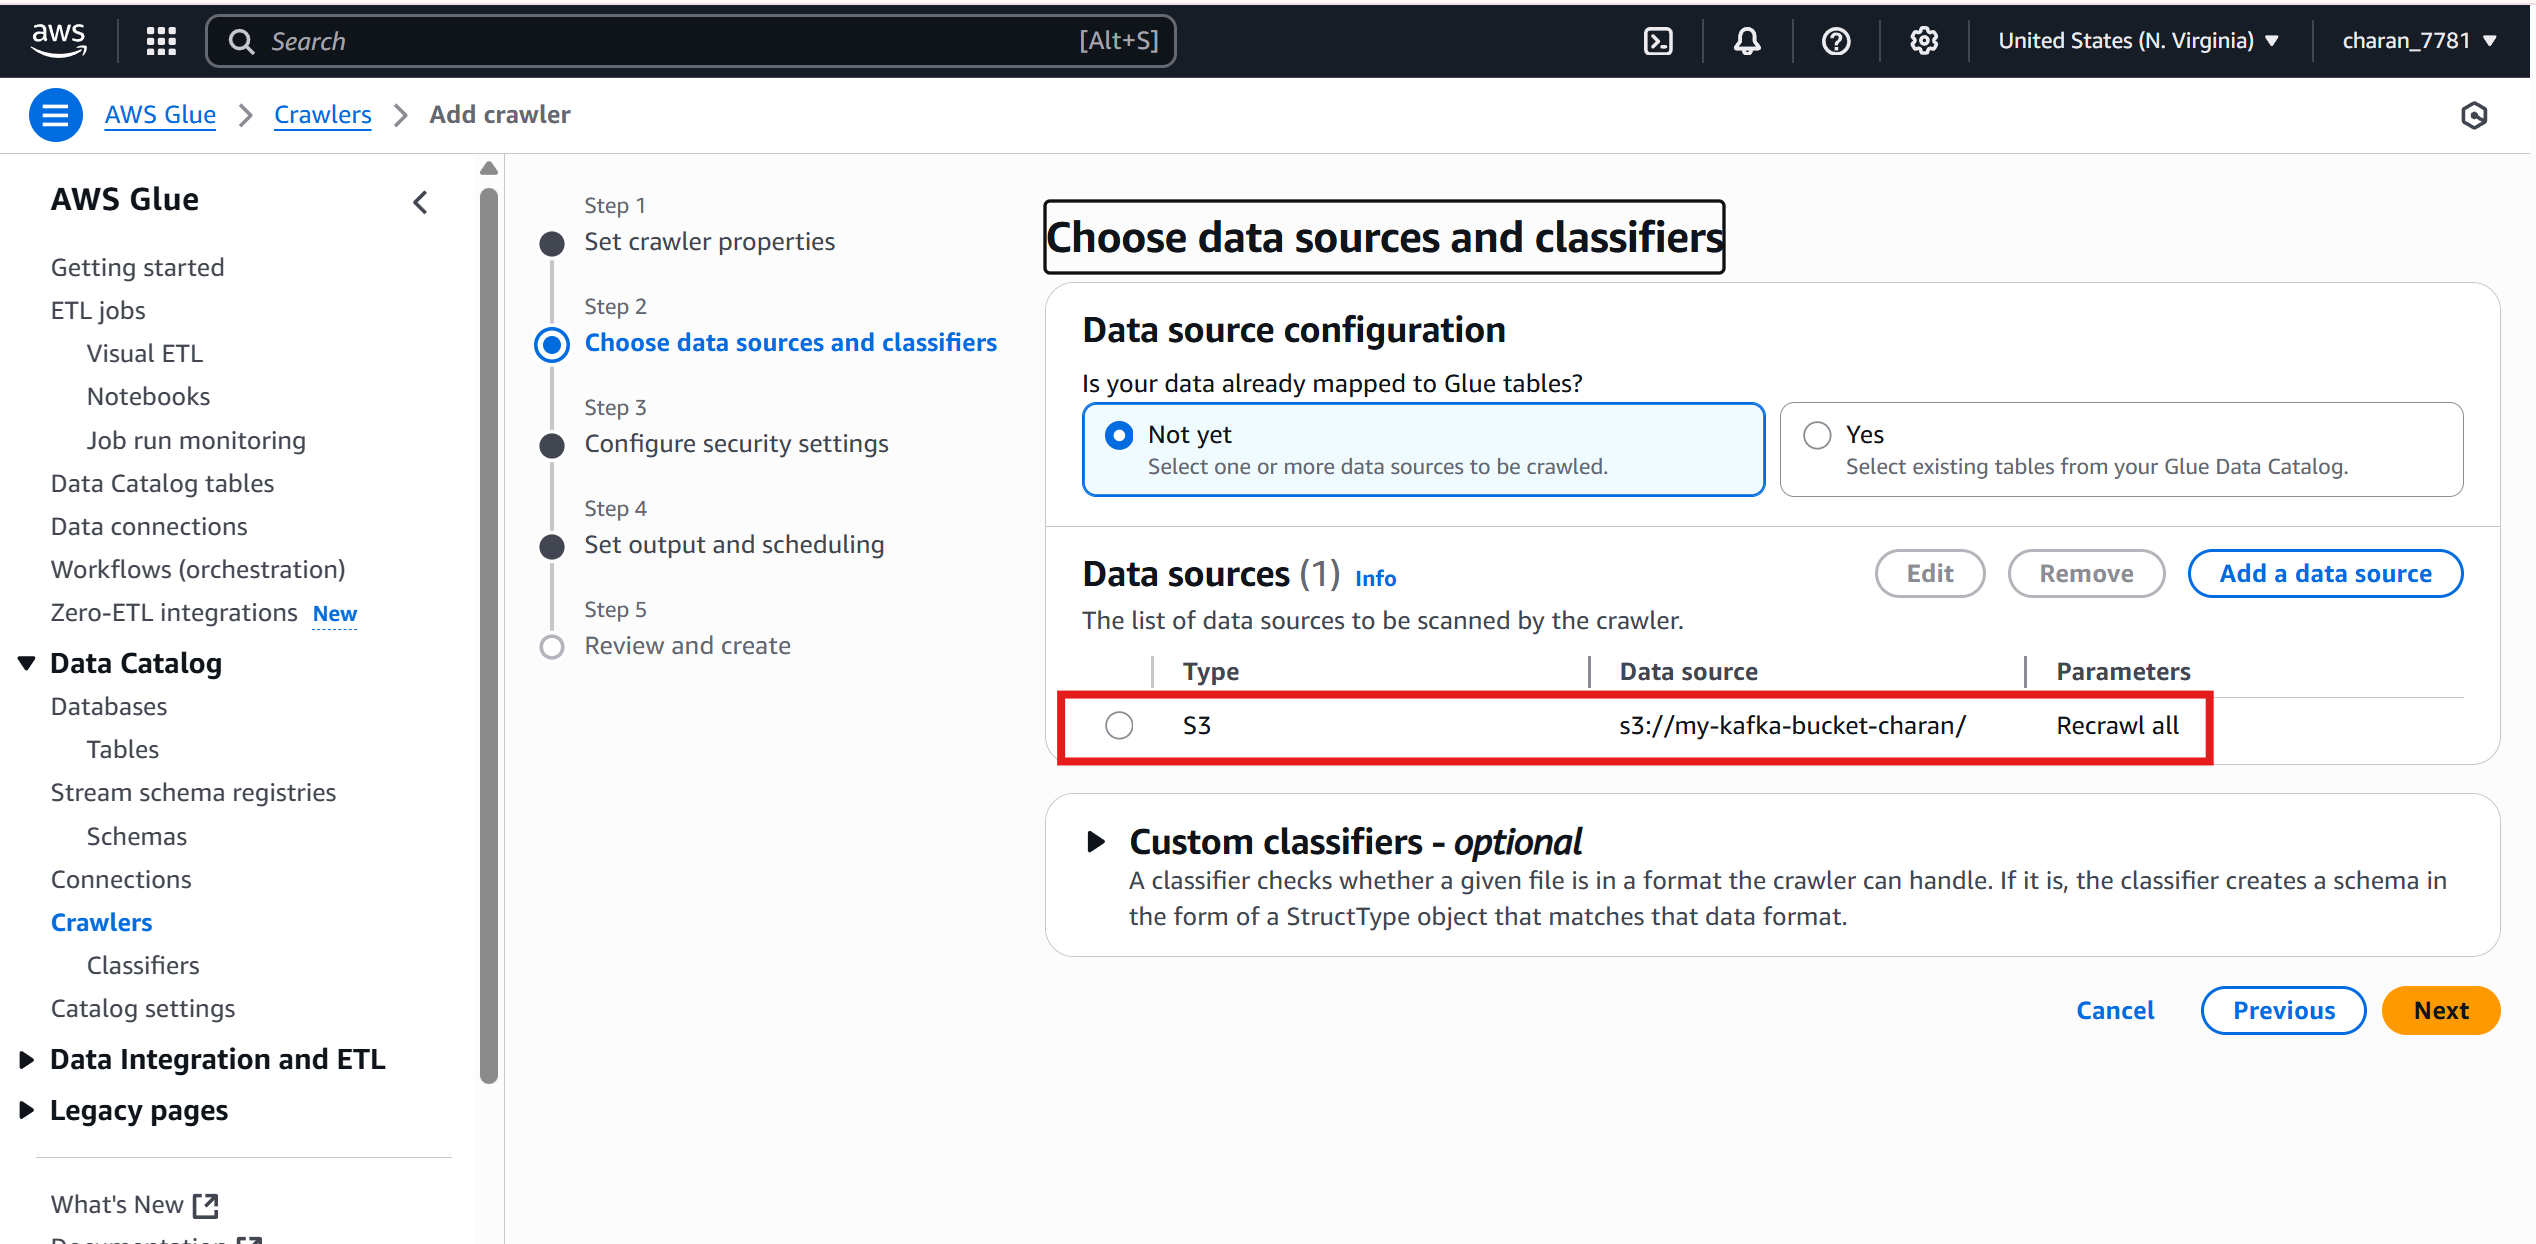 aws
Search [Alt+S]
United States (N. Virginia)
charan_7781
AWS Glue
Crawlers
Add crawler
AWS Glue
Getting started
ETL jobs
Visual ETL
Notebooks
Job run monitoring
Data Catalog tables
Data connections
Workflows (orchestration)
Zero-ETL integrations New
Data Catalog
Databases
Tables
Stream schema registries
Schemas
Connections
Crawlers
Classifiers
Catalog settings
Data Integration and ETL
Legacy pages
What's New
Documentation
Step 1
Set crawler properties
Step 2
Choose data sources and classifiers
Step 3
Configure security settings
Step 4
Set output and scheduling
Step 5
Review and create
Choose data sources and classifiers
Data source configuration
Is your data already mapped to Glue tables?
Not yet
Select one or more data sources to be crawled.
Yes
Select existing tables from your Glue Data Catalog.
Data sources (1) Info
Edit
Remove
Add a data source
The list of data sources to be scanned by the crawler.
Type Data source Parameters
S3 s3://my-kafka-bucket-charan/ Recrawl all
Custom classifiers - optional
A classifier checks whether a given file is in a format the crawler can handle. If it is, the classifier creates a schema in
the form of a StructType object that matches that data format.
Cancel
Previous
Next